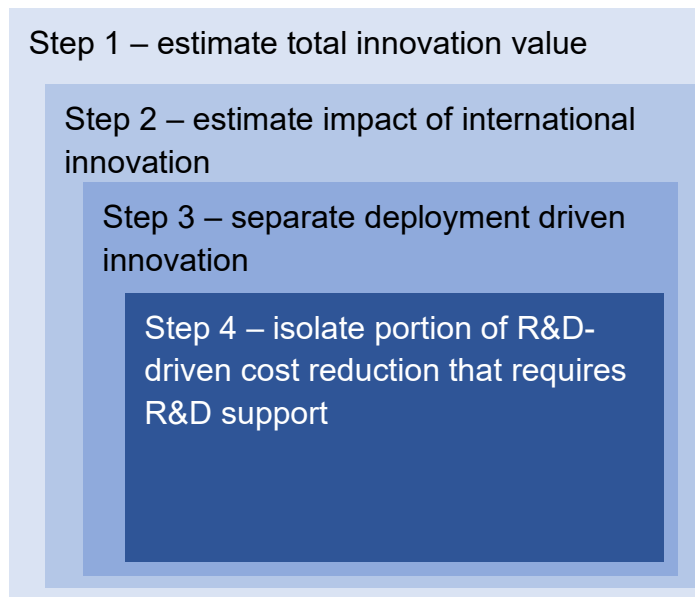 Step 1 – estimate total innovation value
Step 2 – estimate impact of international
innovation
Step 3 – separate deployment driven
innovation
Step 4 – isolate portion of R&D-
driven cost reduction that requires
R&D support